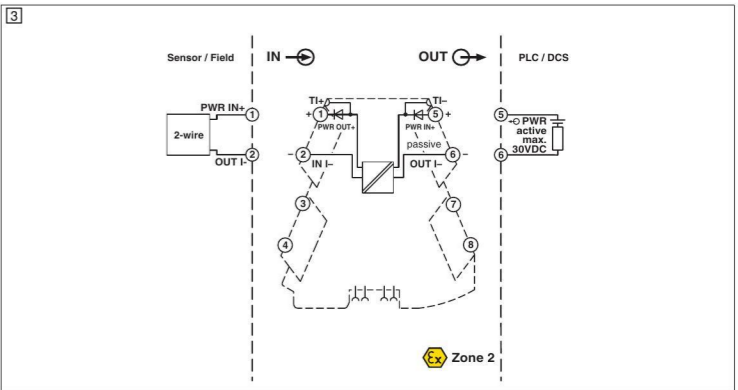 3
Sensor / Field
IN
OUT
PLC / DCS
PWR IN+
1
2-wire
2
OUT I-
TI+
+ 1
PWR OUT+
- 2
IN I–
3
4
TI–
5 +
PWR IN+
passive
6 -
OUT I–
7
8
5
+ PWR
active
max.
30VDC
6
Ex Zone 2